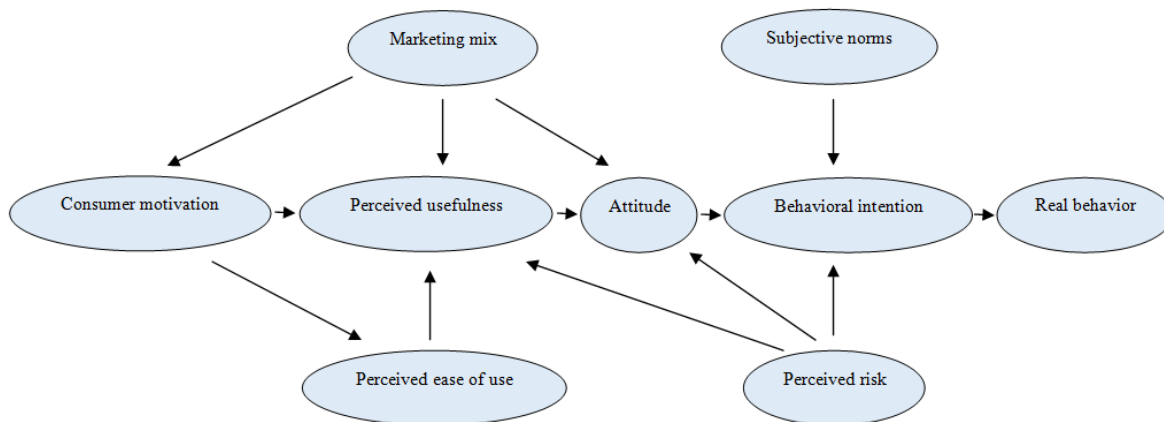 Marketing mix
Subjective norms
Consumer motivation
Perceived usefulness
Attitude
Behavioral intention
Real behavior
Perceived ease of use
Perceived risk